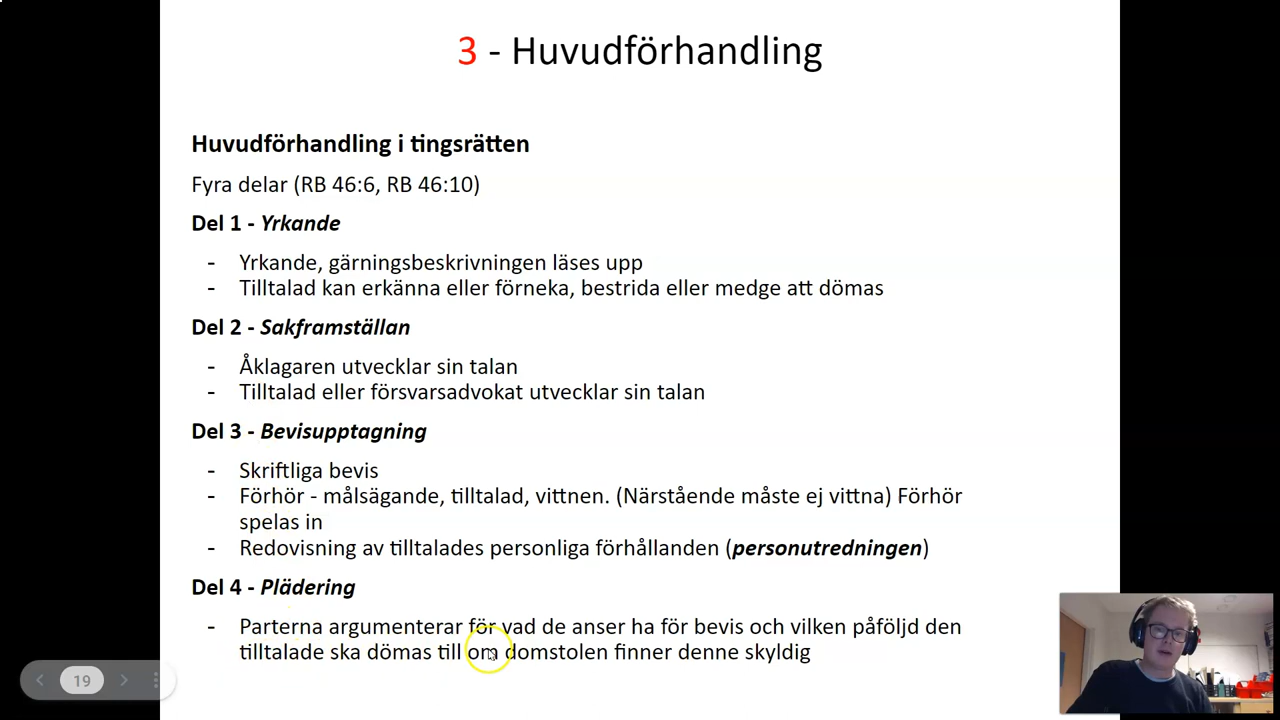 3 - Huvudförhandling
Huvudförhandling i tingsrätten
Fyra delar (RB 46:6, RB 46:10)
Del 1 - Yrkande
- Yrkande, gärningsbeskrivningen läses upp
- Tilltalad kan erkänna eller förneka, bestrida eller medge att dömas
Del 2 - Sakframställan
- Åklagaren utvecklar sin talan
- Tilltalad eller försvarsadvokat utvecklar sin talan
Del 3 - Bevisupptagning
- Skriftliga bevis
- Förhör - målsägande, tilltalad, vittnen. (Närstående måste ej vittna) Förhör
spelas in
- Redovisning av tilltalades personliga förhållanden (personutredningen)
Del 4 - Plädering
- Parterna argumenterar för vad de anser ha för bevis och vilken påföljd den
tilltalade ska dömas till om domstolen finner denne skyldig
19